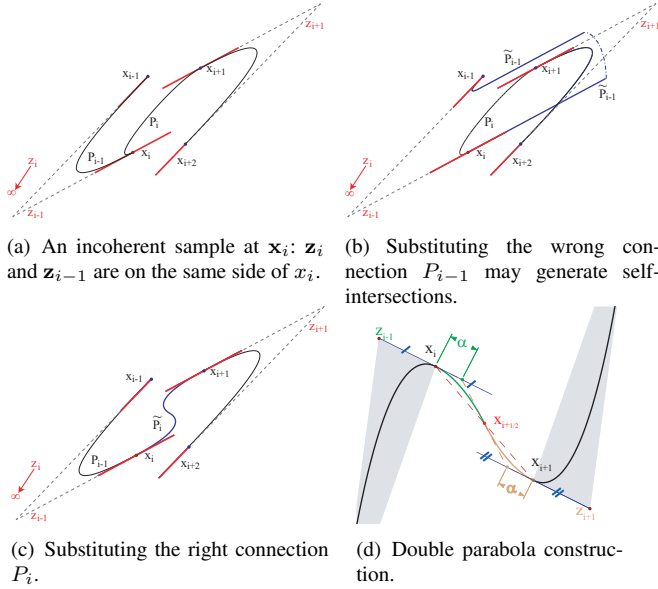 z_{i+1}
x_{i-1}
x_{i+1}
P_i
P_{i-1}
x_i
x_{i+2}
z_i
∞
z_{i-1}
(a) An incoherent sample at x_i: z_i
and z_{i−1} are on the same side of x_i.
z_{i+1}
P̃_{i-1}
x_{i-1}
x_{i+1}
P̃_{i-1}
P_i
x_i
x_{i+2}
z_i
∞
z_{i-1}
(b) Substituting the wrong con-
nection P_{i−1} may generate self-
intersections.
z_{i+1}
x_{i-1}
x_{i+1}
P̃_i
P_{i-1}
x_i
x_{i+2}
z_i
∞
z_{i-1}
(c) Substituting the right connection
P_i.
z_{i-1}
x_i
α
x_{i+1/2}
x_{i+1}
α
z_{i+1}
(d) Double parabola construc-
tion.